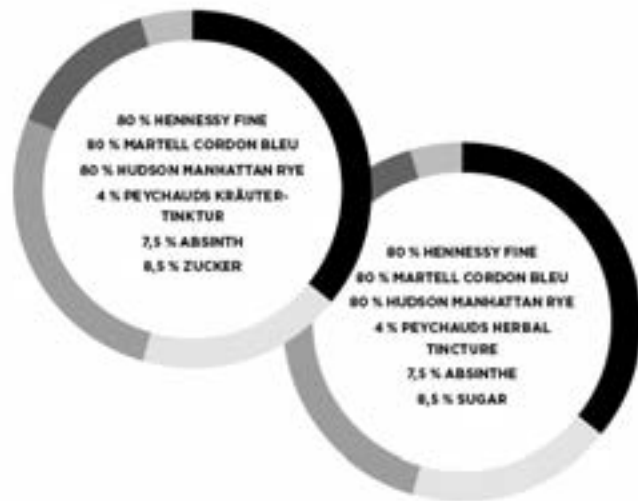 80 % HENNESSY FINE
80 % MARTELL CORDON BLEU
80 % HUDSON MANHATTAN RYE
4 % PEYCHAUDS KRÄUTER-
TINKTUR
7,5 % ABSINTH
8,5 % ZUCKER
80 % HENNESSY FINE
80 % MARTELL CORDON BLEU
80 % HUDSON MANHATTAN RYE
4 % PEYCHAUDS HERBAL
TINCTURE
7,5 % ABSINTHE
8,5 % SUGAR